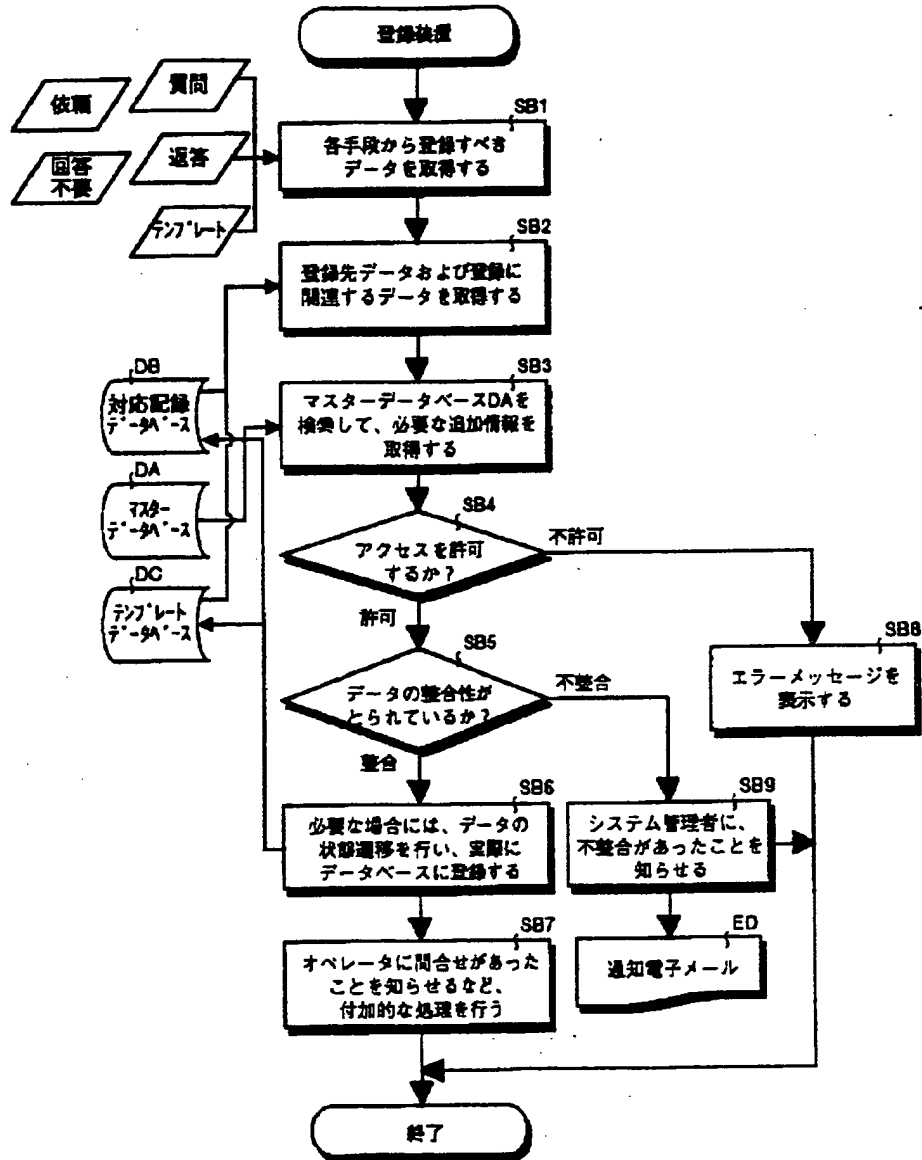 登録装置
依頼
質問
回答
不要
返答
テンプレート
SB1
各手段から登録すべき
データを取得する
SB2
登録先データおよび登録に
関連するデータを取得する
SB3
マスターデータベースDAを
検索して、必要な追加情報を
取得する
DB
対応記録
データベース
DA
マスター
データベース
DC
テンプレート
データベース
SB4
アクセスを許可
するか？
不許可
許可
SB5
データの整合性が
とられているか？
不整合
整合
SB8
エラーメッセージを
表示する
SB6
必要な場合には、データの
状態遷移を行い、実際に
データベースに登録する
SB9
システム管理者に、
不整合があったことを
知らせる
SB7
オペレータに問合せがあった
ことを知らせるなど、
付加的な処理を行う
ED
通知電子メール
終了